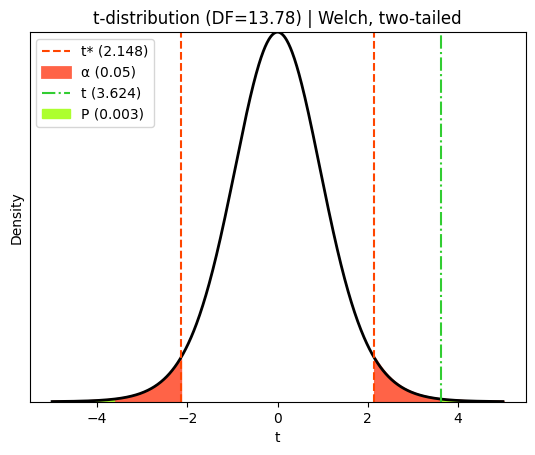 t-distribution (DF=13.78) | Welch, two-tailed
t* (2.148)
α (0.05)
t (3.624)
P (0.003)
Density
−4
−2
0
2
4
t